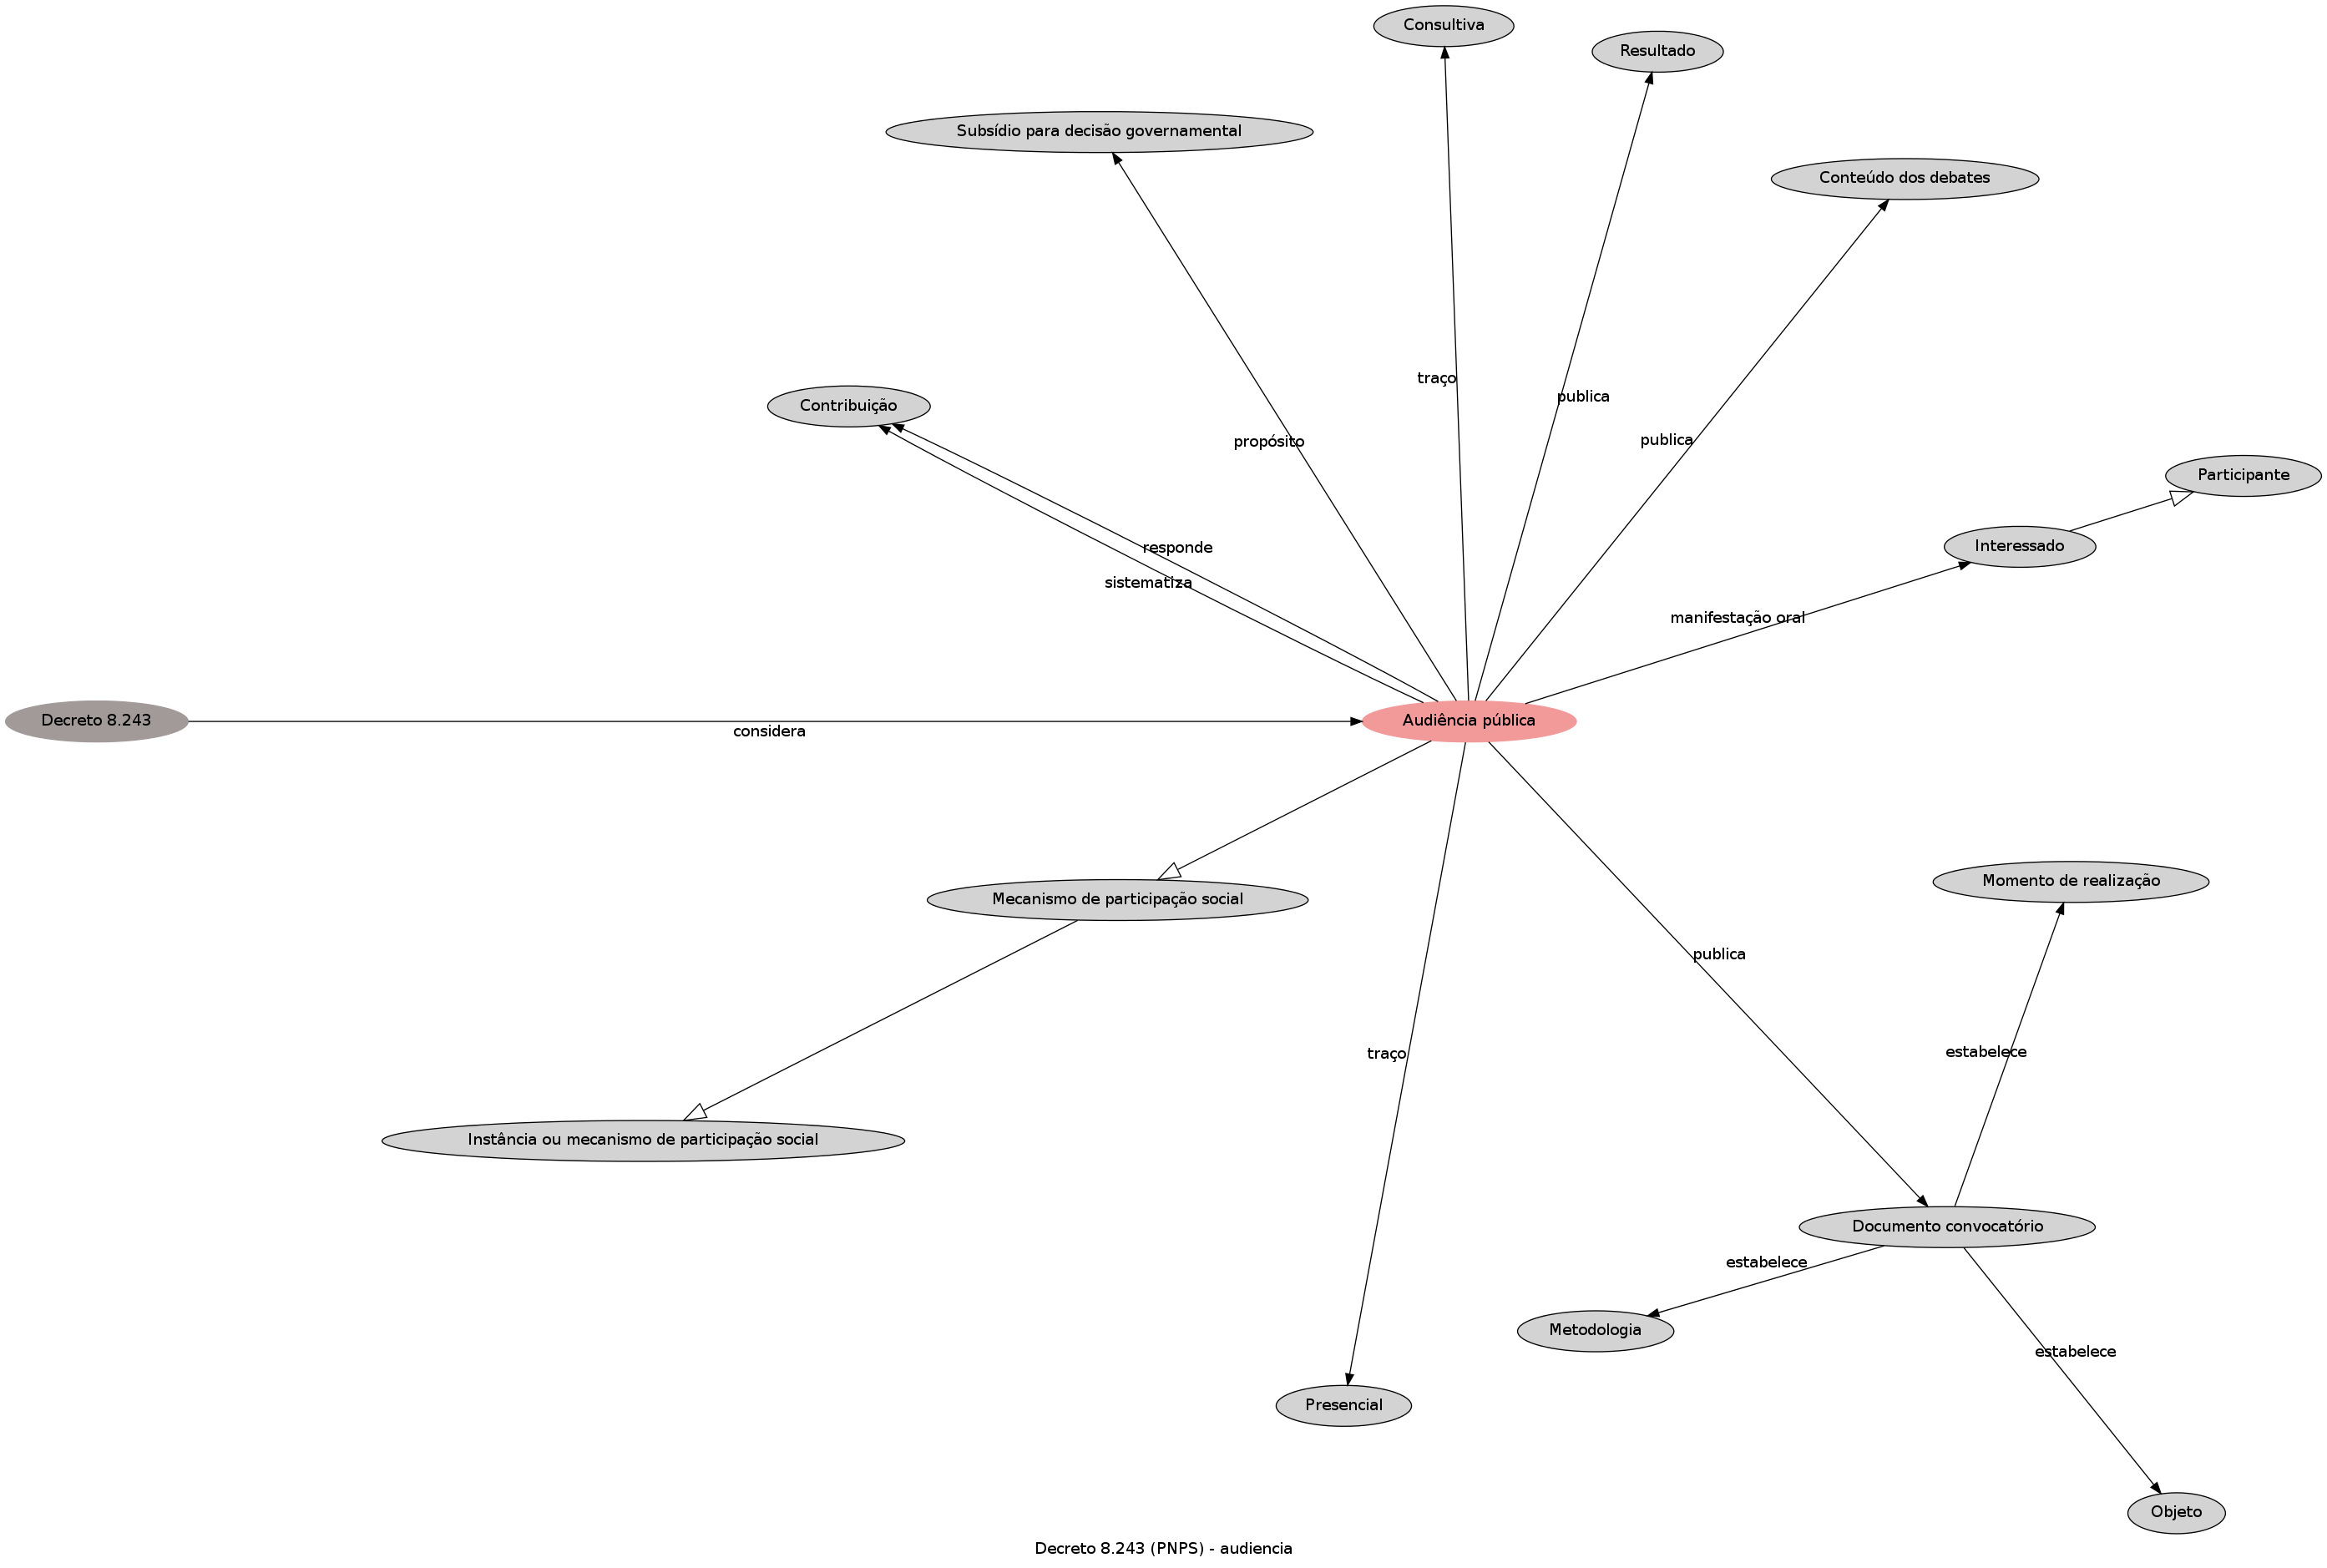 Consultiva
Resultado
Subsídio para decisão governamental
Conteúdo dos debates
traço
publica
Contribuição
publica
propósito
Participante
Interessado
responde
sistematiza
manifestação oral
Decreto 8.243
considera
Audiência pública
Momento de realização
Mecanismo de participação social
publica
traço
estabelece
Instância ou mecanismo de participação social
Documento convocatório
estabelece
Metodologia
estabelece
Presencial
Objeto
Decreto 8.243 (PNPS) - audiencia